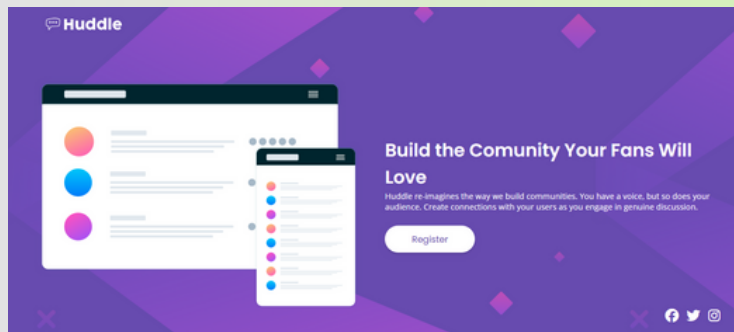 Huddle
Build the Comunity Your Fans Will
Love
Huddle re-imagines the way we build communities. You have a voice, but so does your
audience. Create connections with your users as you engage in genuine discussion.
Register